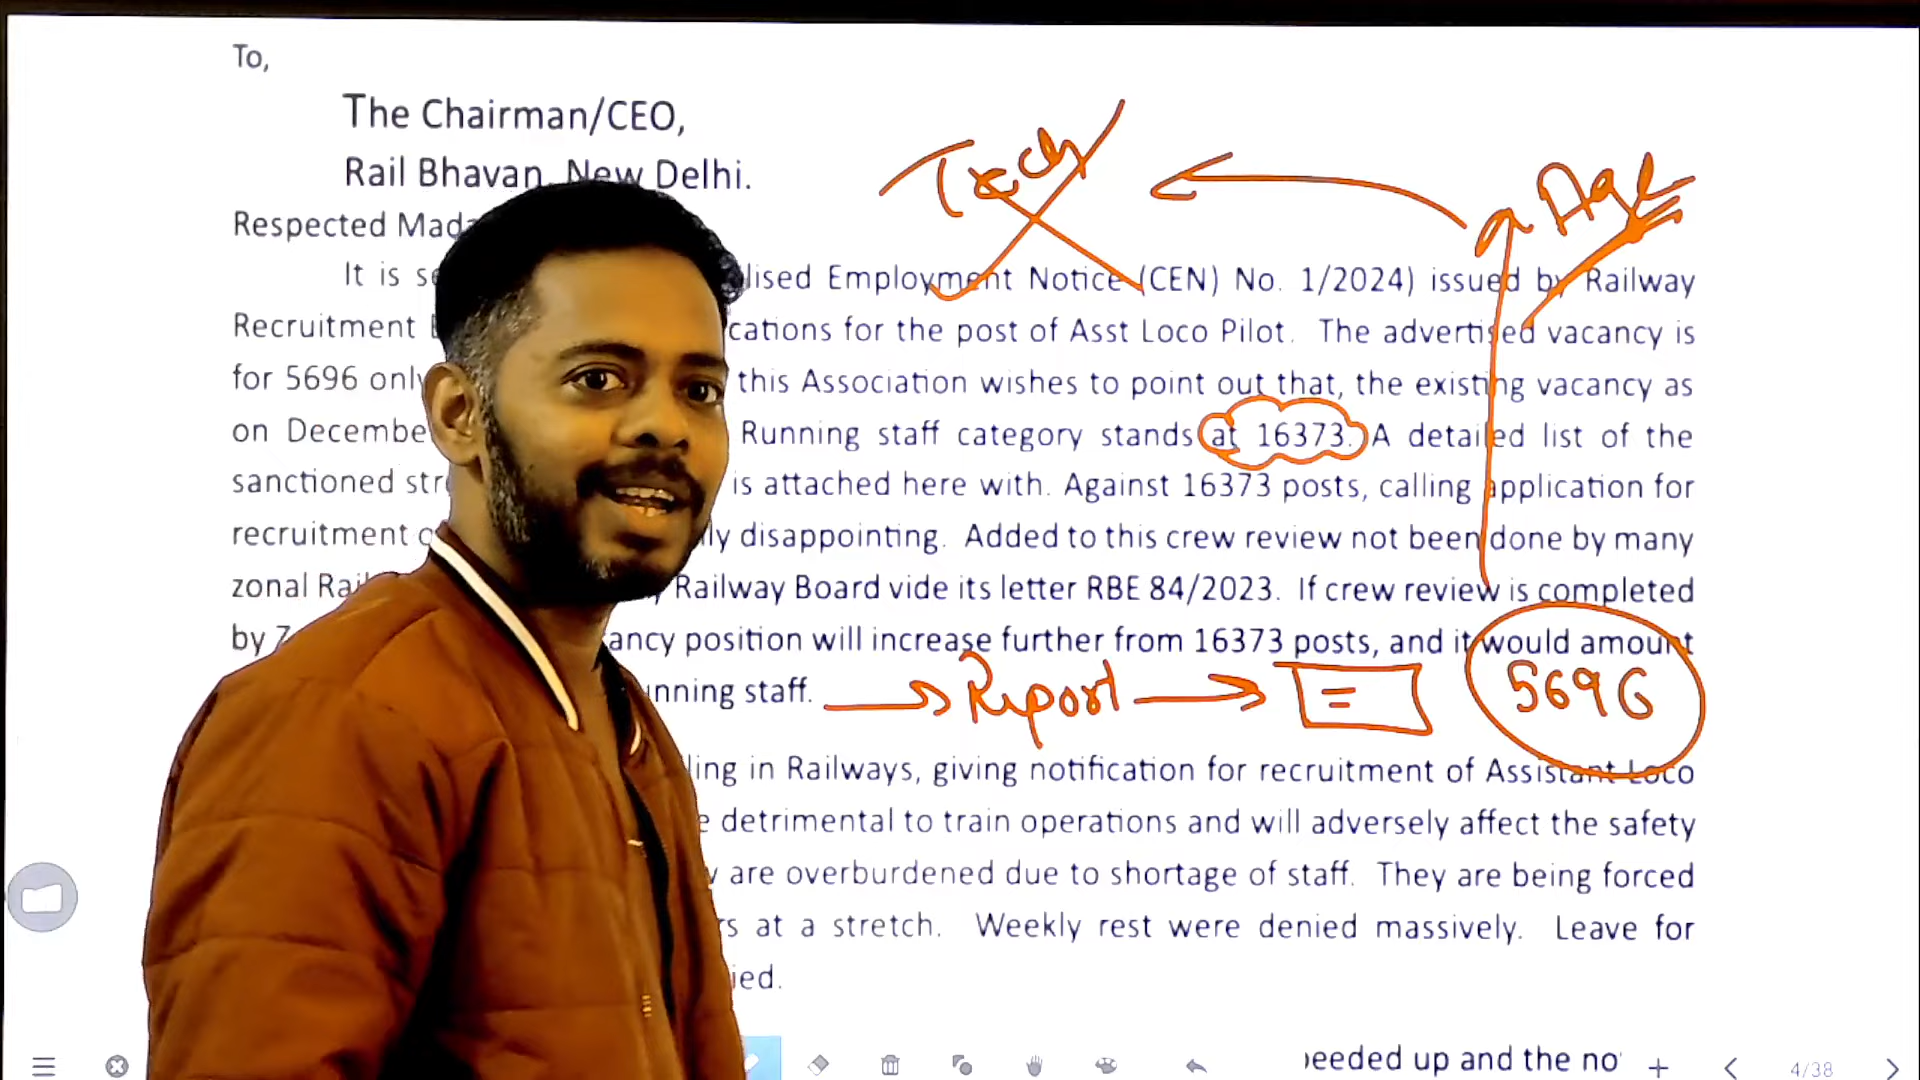 To,
The Chairman/CEO,
Rail Bhavan, New Delhi.
Respected
It is lised Employment Notice (CEN) No. 1/2024) issued by Railway
Recruitment cations for the post of Asst Loco Pilot. The advertised vacancy is
for 5696 only this Association wishes to point out that, the existing vacancy as
on Decembe Running staff category stands at 16373. A detailed list of the
sanctioned is attached here with. Against 16373 posts, calling application for
recruitment ly disappointing. Added to this crew review not been done by many
zonal Railway Board vide its letter RBE 84/2023. If crew review is completed
by ancy position will increase further from 16373 posts, and it would amount
nning staff.
Report = 5696
ling in Railways, giving notification for recruitment of Assistant Loco
e detrimental to train operations and will adversely affect the safety
are overburdened due to shortage of staff. They are being forced
rs at a stretch. Weekly rest were denied massively. Leave for
ied.
eeded up and the no
4/38
Tech
Age